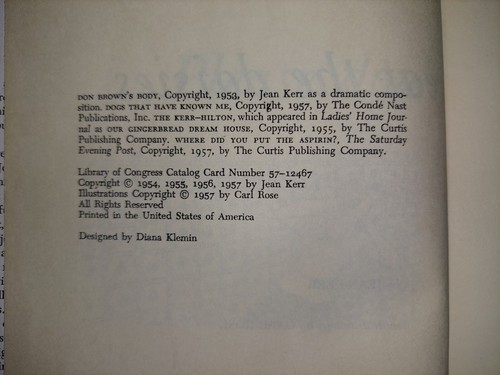 DON BROWN'S BODY, Copyright, 1953, by Jean Kerr as a dramatic compo-
sition. DOGS THAT HAVE KNOWN ME, Copyright, 1957, by The Condé Nast
Publications, Inc. THE KERR–HILTON, which appeared in Ladies' Home Jour-
nal as OUR GINGERBREAD DREAM HOUSE, Copyright, 1955, by The Curtis
Publishing Company. WHERE DID YOU PUT THE ASPIRIN?, The Saturday
Evening Post, Copyright, 1957, by The Curtis Publishing Company.
Library of Congress Catalog Card Number 57–12467
Copyright © 1954, 1955, 1956, 1957 by Jean Kerr
Illustrations Copyright © 1957 by Carl Rose
All Rights Reserved
Printed in the United States of America
Designed by Diana Klemin